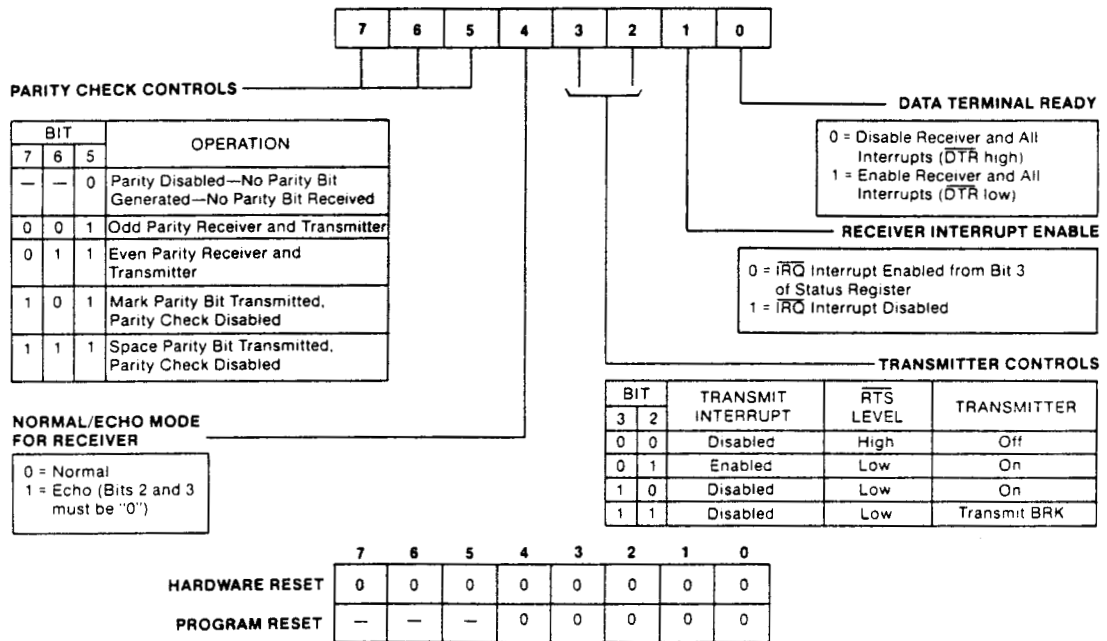 7 6 5 4 3 2 1 0
PARITY CHECK CONTROLS
BIT OPERATION
7 6 5
— — 0 Parity Disabled—No Parity Bit
Generated—No Parity Bit Received
0 0 1 Odd Parity Receiver and Transmitter
0 1 1 Even Parity Receiver and
Transmitter
1 0 1 Mark Parity Bit Transmitted,
Parity Check Disabled
1 1 1 Space Parity Bit Transmitted,
Parity Check Disabled
NORMAL/ECHO MODE
FOR RECEIVER
0 = Normal
1 = Echo (Bits 2 and 3
must be "0")
DATA TERMINAL READY
0 = Disable Receiver and All
Interrupts (D̅T̅R̅ high)
1 = Enable Receiver and All
Interrupts (D̅T̅R̅ low)
RECEIVER INTERRUPT ENABLE
0 = I̅R̅Q̅ Interrupt Enabled from Bit 3
of Status Register
1 = I̅R̅Q̅ Interrupt Disabled
TRANSMITTER CONTROLS
BIT TRANSMIT INTERRUPT R̅T̅S̅ LEVEL TRANSMITTER
3 2
0 0 Disabled High Off
0 1 Enabled Low On
1 0 Disabled Low On
1 1 Disabled Low Transmit BRK
7 6 5 4 3 2 1 0
HARDWARE RESET 0 0 0 0 0 0 0 0
PROGRAM RESET — — — 0 0 0 0 0